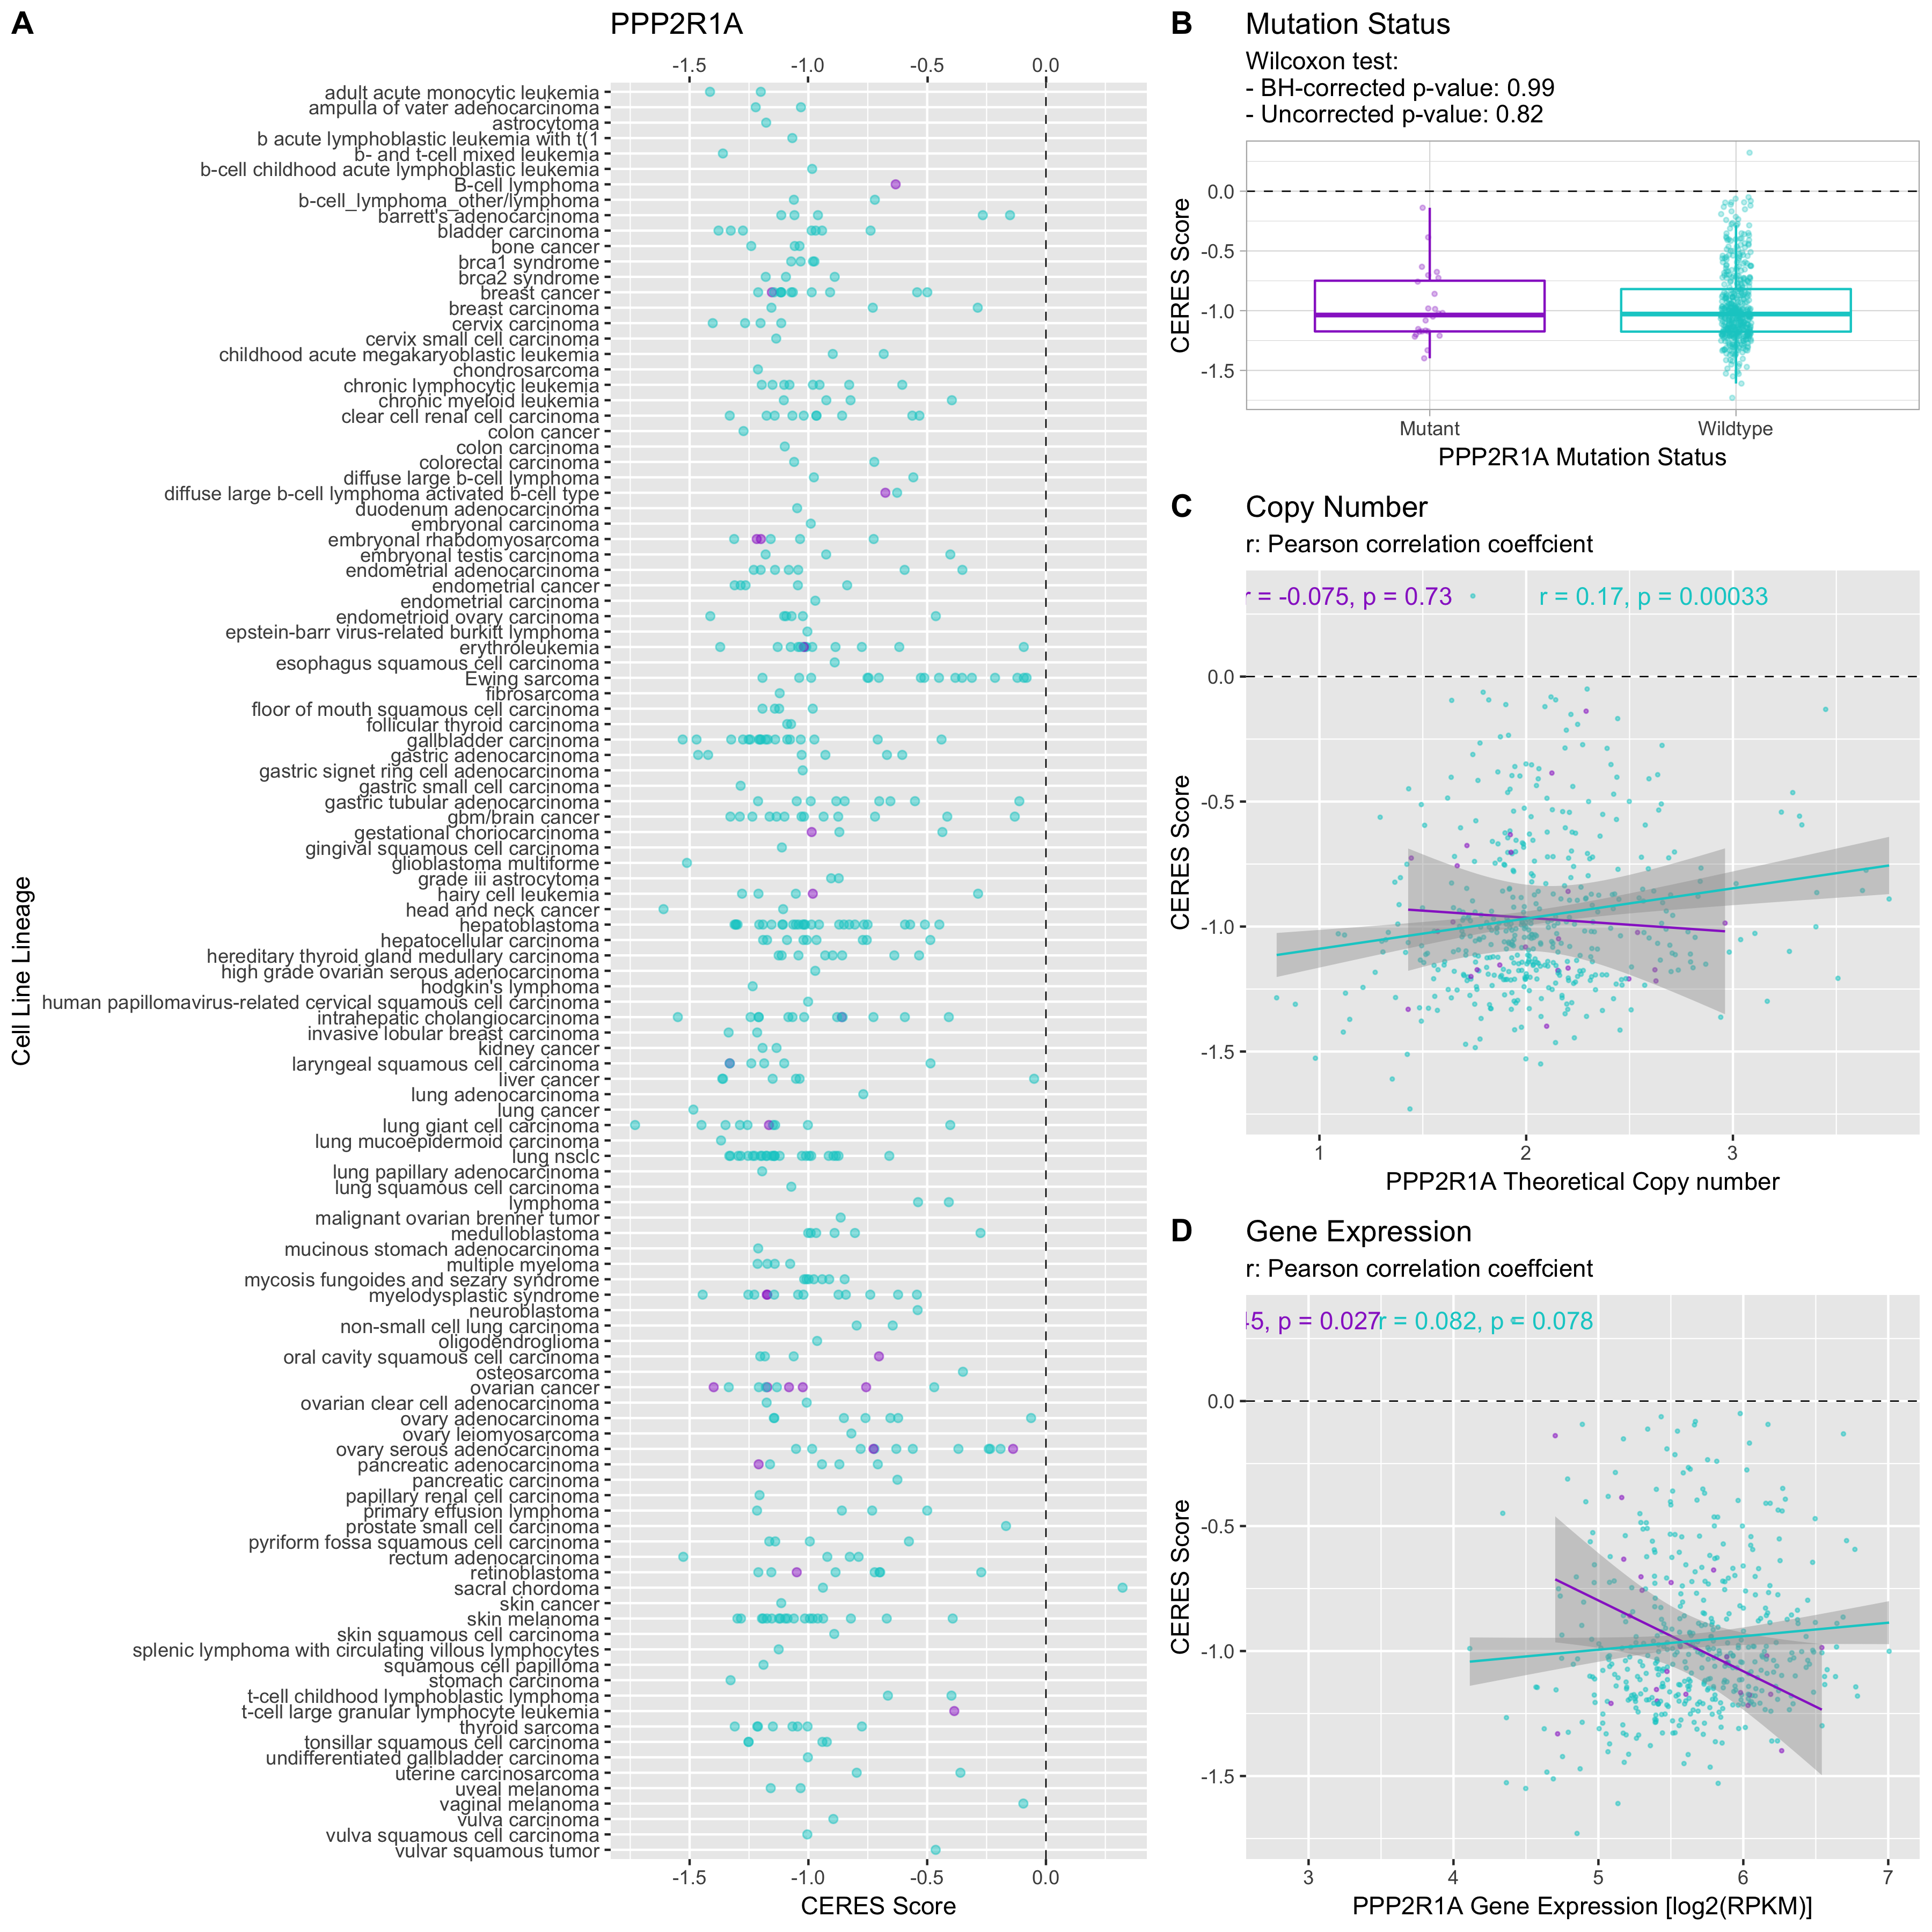 A
PPP2R1A
-1.5 -1.0 -0.5 0.0
Cell Line Lineage
adult acute monocytic leukemia
ampulla of vater adenocarcinoma
astrocytoma
b acute lymphoblastic leukemia with t(1
b- and t-cell mixed leukemia
b-cell childhood acute lymphoblastic leukemia
B-cell lymphoma
b-cell_lymphoma_other/lymphoma
barrett's adenocarcinoma
bladder carcinoma
bone cancer
brca1 syndrome
brca2 syndrome
breast cancer
breast carcinoma
cervix carcinoma
cervix small cell carcinoma
childhood acute megakaryoblastic leukemia
chondrosarcoma
chronic lymphocytic leukemia
chronic myeloid leukemia
clear cell renal cell carcinoma
colon cancer
colon carcinoma
colorectal carcinoma
diffuse large b-cell lymphoma
diffuse large b-cell lymphoma activated b-cell type
duodenum adenocarcinoma
embryonal carcinoma
embryonal rhabdomyosarcoma
embryonal testis carcinoma
endometrial adenocarcinoma
endometrial cancer
endometrial carcinoma
endometrioid ovary carcinoma
epstein-barr virus-related burkitt lymphoma
erythroleukemia
esophagus squamous cell carcinoma
Ewing sarcoma
fibrosarcoma
floor of mouth squamous cell carcinoma
follicular thyroid carcinoma
gallbladder carcinoma
gastric adenocarcinoma
gastric signet ring cell adenocarcinoma
gastric small cell carcinoma
gastric tubular adenocarcinoma
gbm/brain cancer
gestational choriocarcinoma
gingival squamous cell carcinoma
glioblastoma multiforme
grade iii astrocytoma
hairy cell leukemia
head and neck cancer
hepatoblastoma
hepatocellular carcinoma
hereditary thyroid gland medullary carcinoma
high grade ovarian serous adenocarcinoma
hodgkin's lymphoma
human papillomavirus-related cervical squamous cell carcinoma
intrahepatic cholangiocarcinoma
invasive lobular breast carcinoma
kidney cancer
laryngeal squamous cell carcinoma
liver cancer
lung adenocarcinoma
lung cancer
lung giant cell carcinoma
lung mucoepidermoid carcinoma
lung nsclc
lung papillary adenocarcinoma
lung squamous cell carcinoma
lymphoma
malignant ovarian brenner tumor
medulloblastoma
mucinous stomach adenocarcinoma
multiple myeloma
mycosis fungoides and sezary syndrome
myelodysplastic syndrome
neuroblastoma
non-small cell lung carcinoma
oligodendroglioma
oral cavity squamous cell carcinoma
osteosarcoma
ovarian cancer
ovarian clear cell adenocarcinoma
ovary adenocarcinoma
ovary leiomyosarcoma
ovary serous adenocarcinoma
pancreatic adenocarcinoma
pancreatic carcinoma
papillary renal cell carcinoma
primary effusion lymphoma
prostate small cell carcinoma
pyriform fossa squamous cell carcinoma
rectum adenocarcinoma
retinoblastoma
sacral chordoma
skin cancer
skin melanoma
skin squamous cell carcinoma
splenic lymphoma with circulating villous lymphocytes
squamous cell papilloma
stomach carcinoma
t-cell childhood lymphoblastic lymphoma
t-cell large granular lymphocyte leukemia
thyroid sarcoma
tonsillar squamous cell carcinoma
undifferentiated gallbladder carcinoma
uterine carcinosarcoma
uveal melanoma
vaginal melanoma
vulva carcinoma
vulva squamous cell carcinoma
vulvar squamous tumor
-1.5 -1.0 -0.5 0.0
CERES Score
B
Mutation Status
Wilcoxon test:
- BH-corrected p-value: 0.99
- Uncorrected p-value: 0.82
CERES Score
0.0
-0.5
-1.0
-1.5
Mutant Wildtype
PPP2R1A Mutation Status
C
Copy Number
r: Pearson correlation coeffcient
r = -0.075, p = 0.73 r = 0.17, p = 0.00033
CERES Score
0.0
-0.5
-1.0
-1.5
1 2 3
PPP2R1A Theoretical Copy number
D
Gene Expression
r: Pearson correlation coeffcient
45, p = 0.027 r = 0.082, p = 0.078
CERES Score
0.0
-0.5
-1.0
-1.5
3 4 5 6 7
PPP2R1A Gene Expression [log2(RPKM)]